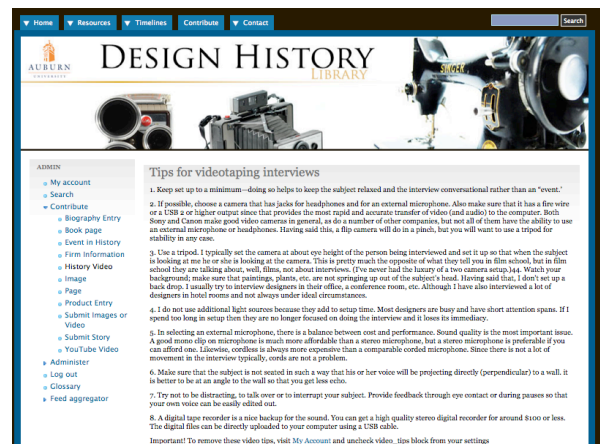 Home Resources Timelines Contribute Contact Search
AUBURN
UNIVERSITY
DESIGN HISTORY
LIBRARY
SINGER
ADMIN
My account
Search
Contribute
Biography Entry
Book page
Event in History
Firm Information
History Video
Image
Page
Product Entry
Submit Images or
Video
Submit Story
YouTube Video
Administer
Log out
Glossary
Feed aggregator
Tips for videotaping interviews
1. Keep set up to a minimum—doing so helps to keep the subject relaxed and the interview conversational rather than an "event.'
2. If possible, choose a camera that has jacks for headphones and for an external microphone. Also make sure that it has a fire wire
or a USB 2 or higher output since that provides the most rapid and accurate transfer of video (and audio) to the computer. Both
Sony and Canon make good video cameras in general, as do a number of other companies, but not all of them have the ability to use
an external microphone or headphones. Having said this, a flip camera will do in a pinch, but you will want to use a tripod for
stability in any case.
3. Use a tripod. I typically set the camera at about eye height of the person being interviewed and set it up so that when the subject
is looking at me he or she is looking at the camera. This is pretty much the opposite of what they tell you in film school, but in film
school they are talking about, well, films, not about interviews. (I've never had the luxury of a two camera setup.)44. Watch your
background; make sure that paintings, plants, etc. are not springing up out of the subject's head. Having said that, I don't set up a
back drop. I usually try to interview designers in their office, a conference room, etc. Although I have also interviewed a lot of
designers in hotel rooms and not always under ideal circumstances.
4. I do not use additional light sources because they add to setup time. Most designers are busy and have short attention spans. If I
spend too long in setup then they are no longer focused on doing the interview and it loses its immediacy.
5. In selecting an external microphone, there is a balance between cost and performance. Sound quality is the most important issue.
A good mono clip on microphone is much more affordable than a stereo microphone, but a stereo microphone is preferable if you
can afford one. Likewise, cordless is always more expensive than a comparable corded microphone. Since there is not a lot of
movement in the interview typically, cords are not a problem.
6. Make sure that the subject is not seated in such a way that his or her voice will be projecting directly (perpendicular) to a wall. it
is better to be at an angle to the wall so that you get less echo.
7. Try not to be distracting, to talk over or to interrupt your subject. Provide feedback through eye contact or during pauses so that
your own voice can be easily edited out.
8. A digital tape recorder is a nice backup for the sound. You can get a high quality stereo digital recorder for around $100 or less.
The digital files can be directly uploaded to your computer using a USB cable.
Important! To remove these video tips, visit My Account and uncheck video_tips block from your settings